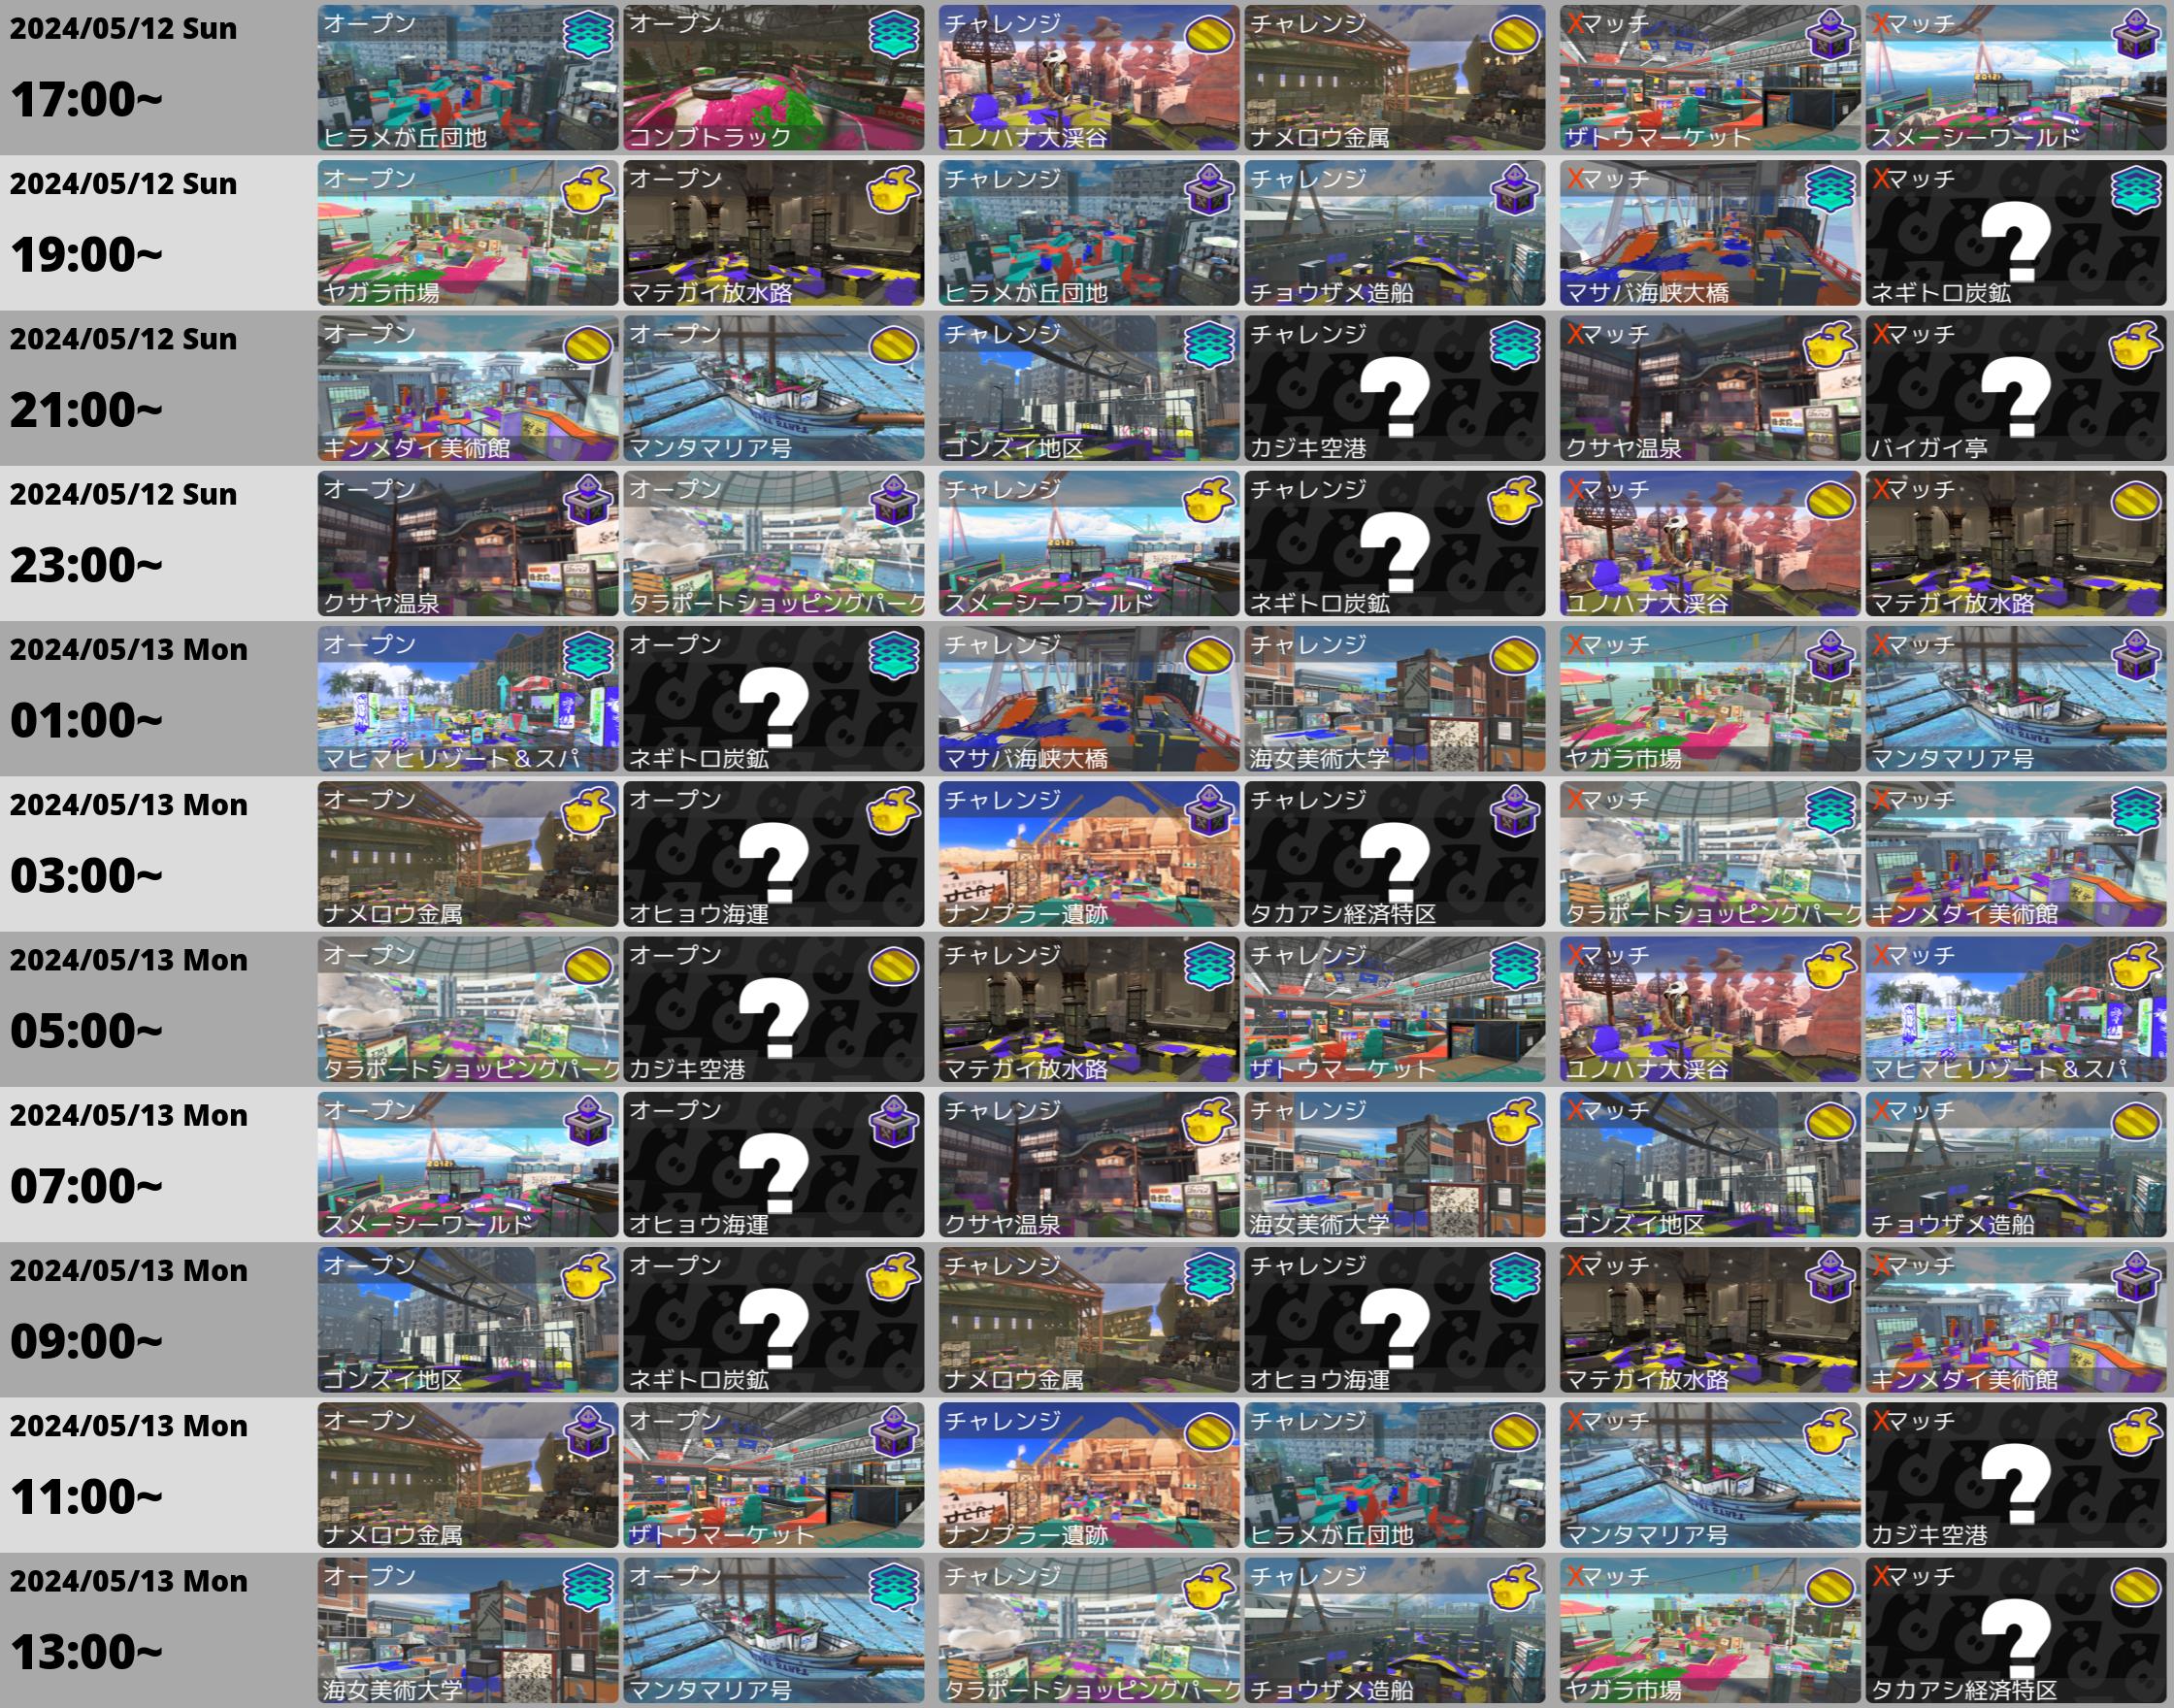 2024/05/12 Sun
17:00~
オープン
ヒラメが丘団地
オープン
コンブトラック
チャレンジ
ユノハナ大渓谷
チャレンジ
ナメロウ金属
Xマッチ
ザトウマーケット
Xマッチ
スメーシーワールド
2024/05/12 Sun
19:00~
オープン
ヤガラ市場
オープン
マテガイ放水路
チャレンジ
ヒラメが丘団地
チャレンジ
チョウザメ造船
Xマッチ
マサバ海峡大橋
Xマッチ
?
ネギトロ炭鉱
2024/05/12 Sun
21:00~
オープン
キンメダイ美術館
オープン
マンタマリア号
チャレンジ
ゴンズイ地区
チャレンジ
?
カジキ空港
Xマッチ
クサヤ温泉
Xマッチ
?
バイガイ亭
2024/05/12 Sun
23:00~
オープン
クサヤ温泉
オープン
タラポートショッピングパーク
チャレンジ
スメーシーワールド
チャレンジ
?
ネギトロ炭鉱
Xマッチ
ユノハナ大渓谷
Xマッチ
マテガイ放水路
2024/05/13 Mon
01:00~
オープン
マヒマヒリゾート&スパ
オープン
?
ネギトロ炭鉱
チャレンジ
マサバ海峡大橋
チャレンジ
海女美術大学
Xマッチ
ヤガラ市場
Xマッチ
マンタマリア号
2024/05/13 Mon
03:00~
オープン
ナメロウ金属
オープン
?
オヒョウ海運
チャレンジ
ナンプラー遺跡
チャレンジ
?
タカアシ経済特区
Xマッチ
タラポートショッピングパーク
Xマッチ
キンメダイ美術館
2024/05/13 Mon
05:00~
オープン
タラポートショッピングパーク
オープン
?
カジキ空港
チャレンジ
マテガイ放水路
チャレンジ
ザトウマーケット
Xマッチ
ユノハナ大渓谷
Xマッチ
マヒマヒリゾート&スパ
2024/05/13 Mon
07:00~
オープン
スメーシーワールド
オープン
?
オヒョウ海運
チャレンジ
クサヤ温泉
チャレンジ
海女美術大学
Xマッチ
ゴンズイ地区
Xマッチ
チョウザメ造船
2024/05/13 Mon
09:00~
オープン
ゴンズイ地区
オープン
?
ネギトロ炭鉱
チャレンジ
ナメロウ金属
チャレンジ
?
オヒョウ海運
Xマッチ
マテガイ放水路
Xマッチ
キンメダイ美術館
2024/05/13 Mon
11:00~
オープン
ナメロウ金属
オープン
ザトウマーケット
チャレンジ
ナンプラー遺跡
チャレンジ
ヒラメが丘団地
Xマッチ
マンタマリア号
Xマッチ
?
カジキ空港
2024/05/13 Mon
13:00~
オープン
海女美術大学
オープン
マンタマリア号
チャレンジ
タラポートショッピングパーク
チャレンジ
チョウザメ造船
Xマッチ
ヤガラ市場
Xマッチ
?
タカアシ経済特区